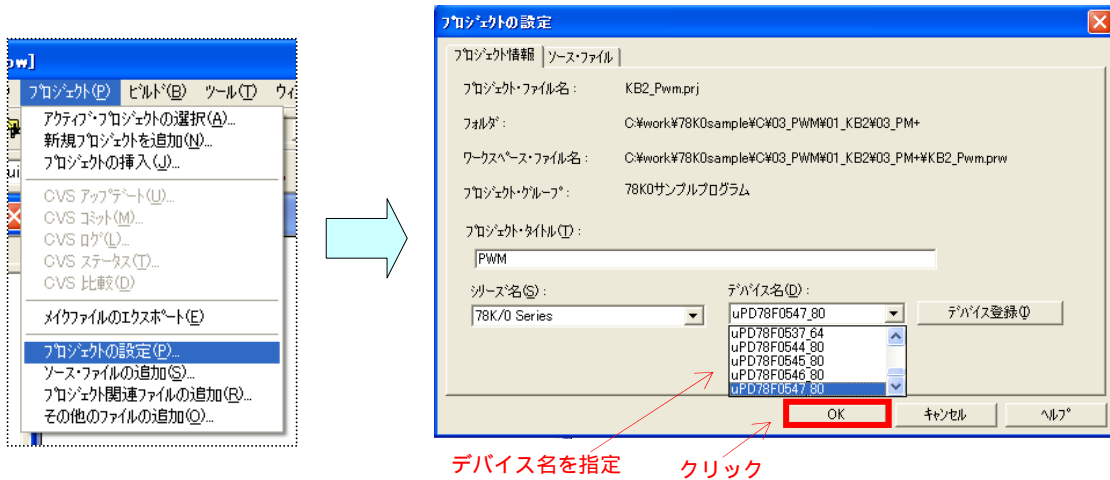 ow]
プロジェクト(P) ビルド(B) ツール(T) ウィ
アクティブ・プロジェクトの選択(A)...
新規プロジェクトを追加(N)...
プロジェクトの挿入(J)...
CVS アップデート(U)...
CVS コミット(M)...
CVS ログ(L)...
CVS ステータス(T)...
CVS 比較(D)
メイクファイルのエクスポート(E)
プロジェクトの設定(P)...
ソース・ファイルの追加(S)...
プロジェクト関連ファイルの追加(R)...
その他のファイルの追加(O)...
プロジェクトの設定
プロジェクト情報 ソース・ファイル
プロジェクト・ファイル名 : KB2_Pwm.prj
フォルダ : C:¥work¥78K0sample¥C¥03_PWM¥01_KB2¥03_PM+
ワークスペース・ファイル名 : C:¥work¥78K0sample¥C¥03_PWM¥01_KB2¥03_PM+¥KB2_Pwm.prw
プロジェクト・グループ : 78K0サンプルプログラム
プロジェクト・タイトル(T) :
PWM
シリーズ名(S) : デバイス名(D) :
78K/0 Series uPD78F0547_80 デバイス登録(I)
uPD78F0537_64
uPD78F0544_80
uPD78F0545_80
uPD78F0546_80
uPD78F0547_80
OK キャンセル ヘルプ
デバイス名を指定 クリック